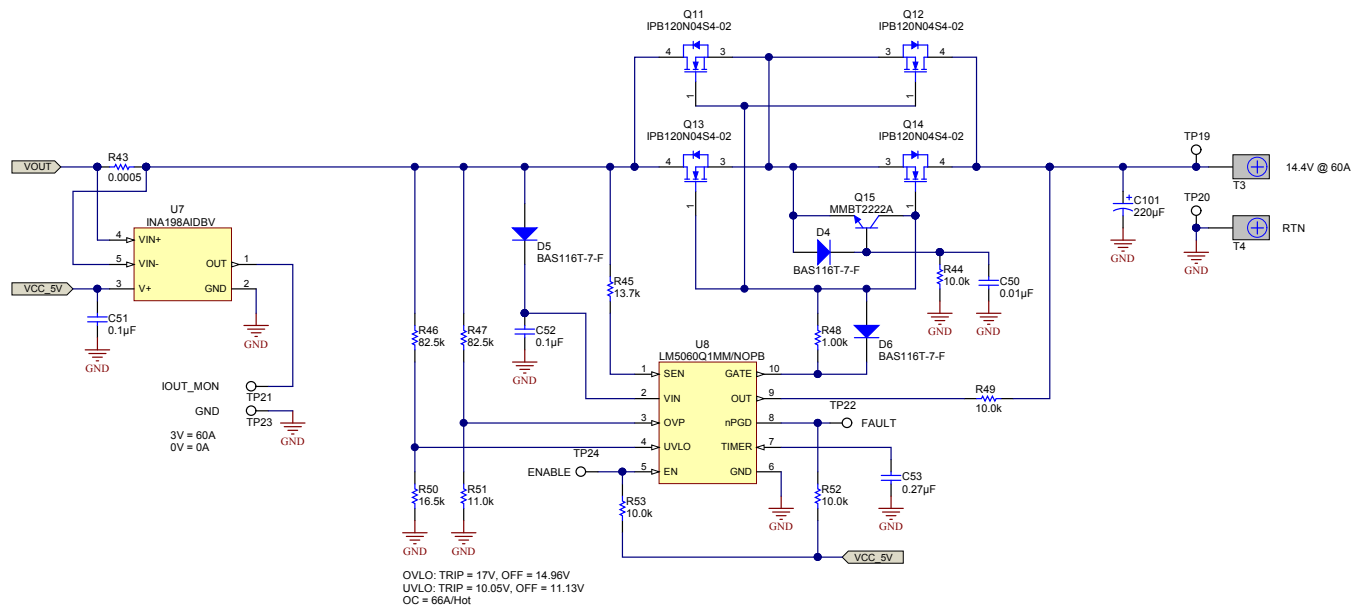 Q11
IPB120N04S4-02
Q12
IPB120N04S4-02
4
3
3
4
1
1
Q13
IPB120N04S4-02
Q14
IPB120N04S4-02
4
3
3
4
1
1
VOUT
R43
0.0005
TP19
T3
14.4V @ 60A
U7
INA198AIDBV
4
VIN+
5
VIN-
OUT
1
3
V+
GND
2
VCC_5V
C51
0.1µF
GND
GND
IOUT_MON
TP21
GND
TP23
GND
3V = 60A
0V = 0A
D5
BAS116T-7-F
R45
13.7k
Q15
MMBT2222A
D4
BAS116T-7-F
R44
10.0k
GND
C50
0.01µF
GND
C101
220µF
GND
TP20
GND
T4
RTN
R46
82.5k
R47
82.5k
C52
0.1µF
GND
R48
1.00k
D6
BAS116T-7-F
U8
LM5060Q1MM/NOPB
1
SEN
GATE
10
2
VIN
OUT
9
3
OVP
nPGD
8
4
UVLO
TIMER
7
5
EN
GND
6
R49
10.0k
TP22
FAULT
TP24
ENABLE
R50
16.5k
R51
11.0k
R53
10.0k
R52
10.0k
C53
0.27µF
GND
GND
GND
GND
VCC_5V
OVLO: TRIP = 17V, OFF = 14.96V
UVLO: TRIP = 10.05V, OFF = 11.13V
OC = 66A/Hot